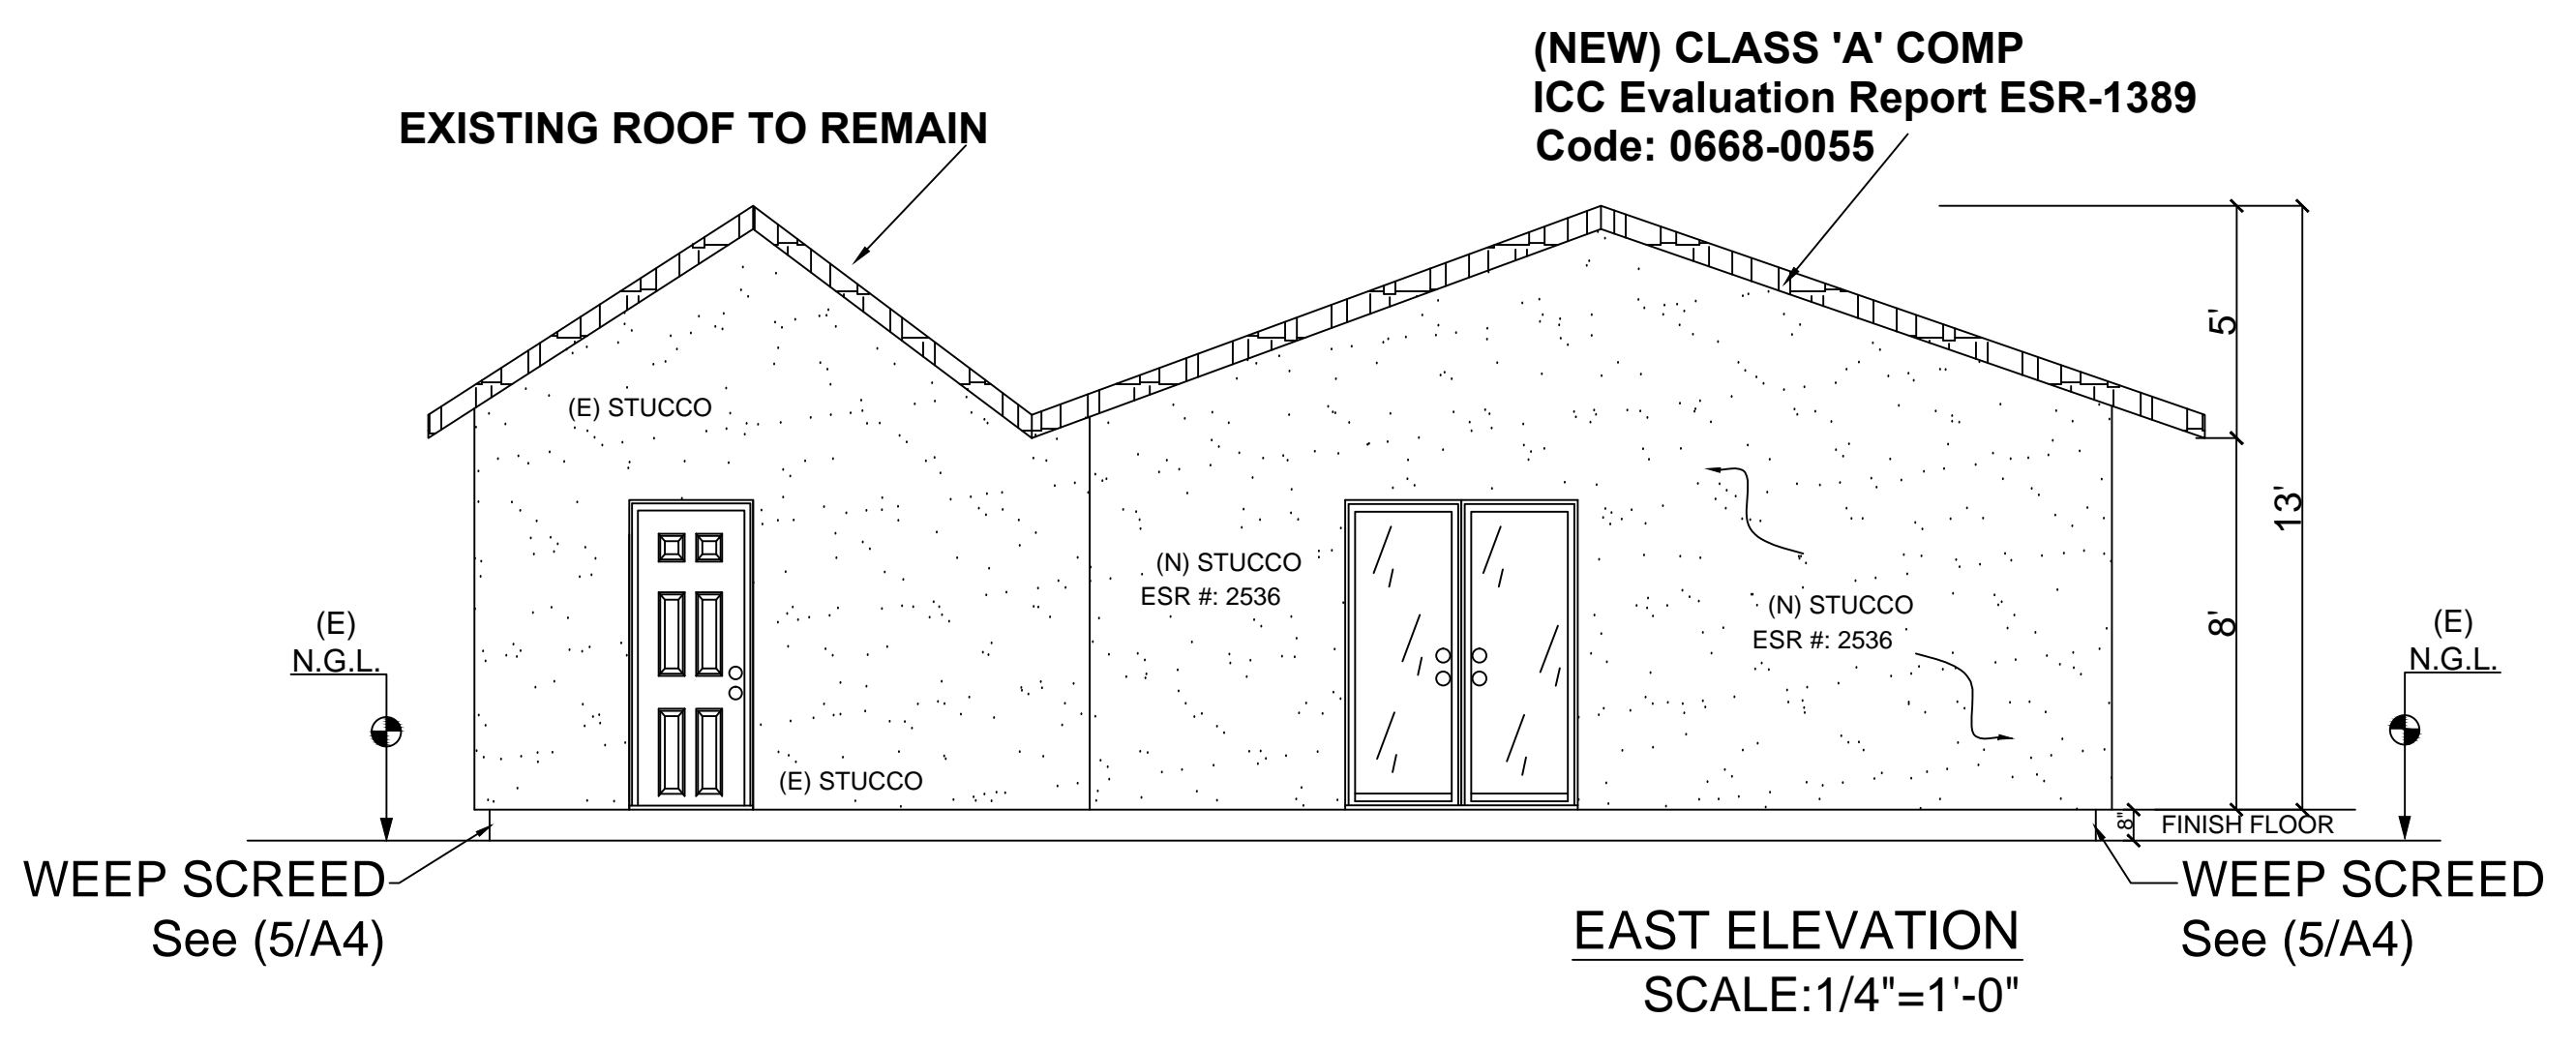 (NEW) CLASS 'A' COMP
ICC Evaluation Report ESR-1389
Code: 0668-0055
EXISTING ROOF TO REMAIN
5'
13'
8'
(E) STUCCO
(N) STUCCO
ESR #: 2536
(N) STUCCO
ESR #: 2536
(E)
N.G.L.
(E)
N.G.L.
(E) STUCCO
8"
FINISH FLOOR
WEEP SCREED
See (5/A4)
WEEP SCREED
See (5/A4)
EAST ELEVATION
SCALE:1/4"=1'-0"